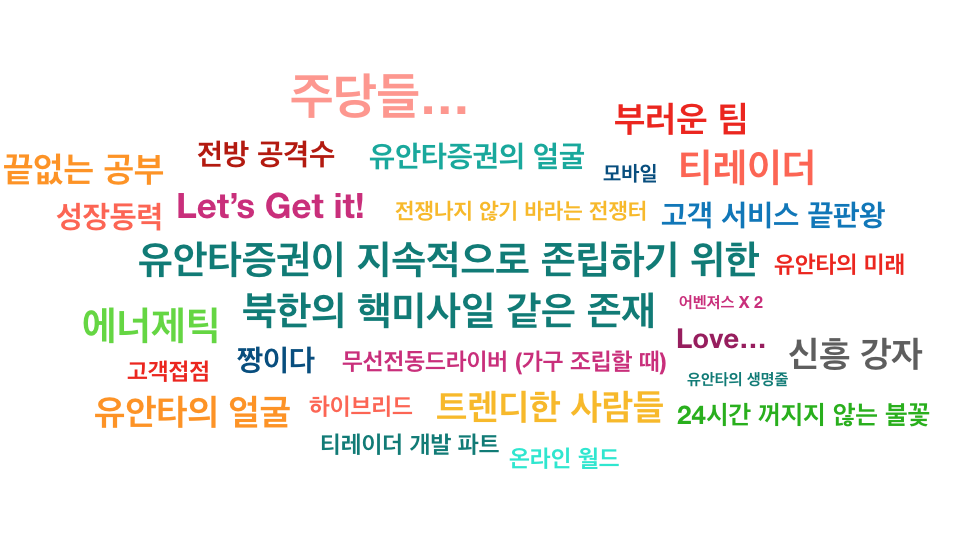 주당들...
부러운 팀
끝없는 공부
전방 공격수
유안타증권의 얼굴
모바일
티레이더
성장동력
Let’s Get it!
전쟁나지 않기 바라는 전쟁터
고객 서비스 끝판왕
유안타증권이 지속적으로 존립하기 위한
북한의 핵미사일 같은 존재
유안타의 미래
에너제틱
어벤져스 X 2
Love...
신흥 강자
고객접점
짱이다
무선전동드라이버 (가구 조립할 때)
유안타의 생명줄
유안타의 얼굴
하이브리드
트렌디한 사람들
24시간 꺼지지 않는 불꽃
티레이더 개발 파트
온라인 월드